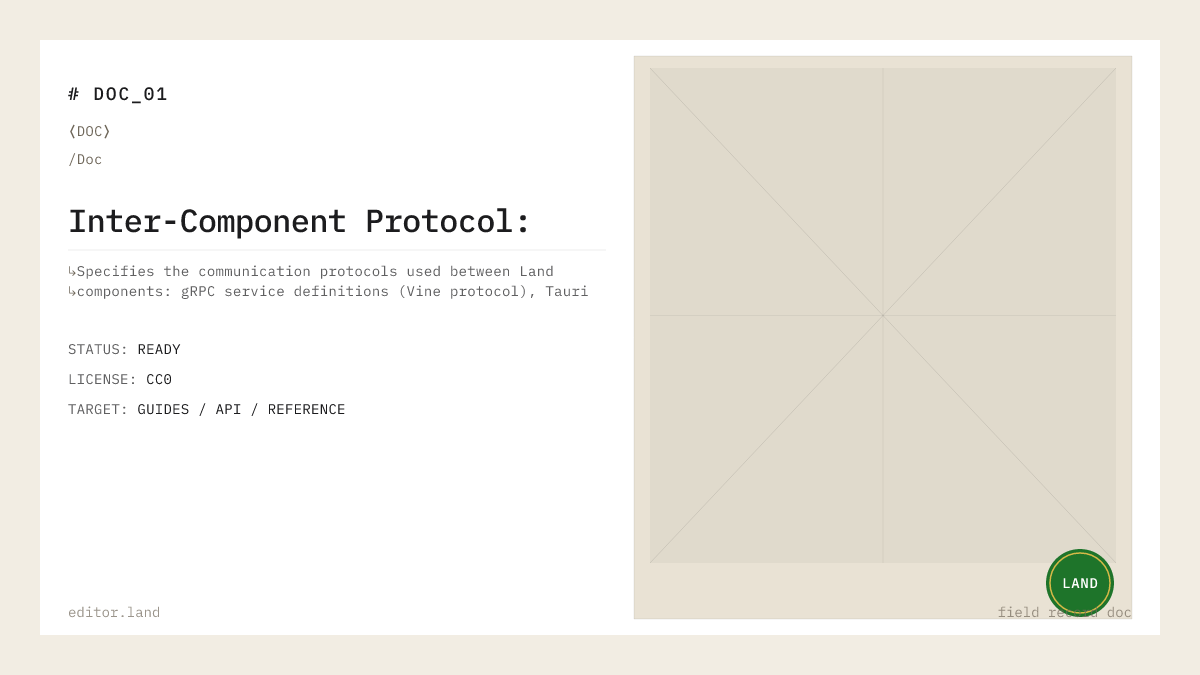 # DOC_01
⟨DOC⟩
/Doc
Inter-Component Protocol:
↳Specifies the communication protocols used between Land
↳components: gRPC service definitions (Vine protocol), Tauri
STATUS: READY
LICENSE: CC0
TARGET: GUIDES / API / REFERENCE
LAND
editor.land
field record doc